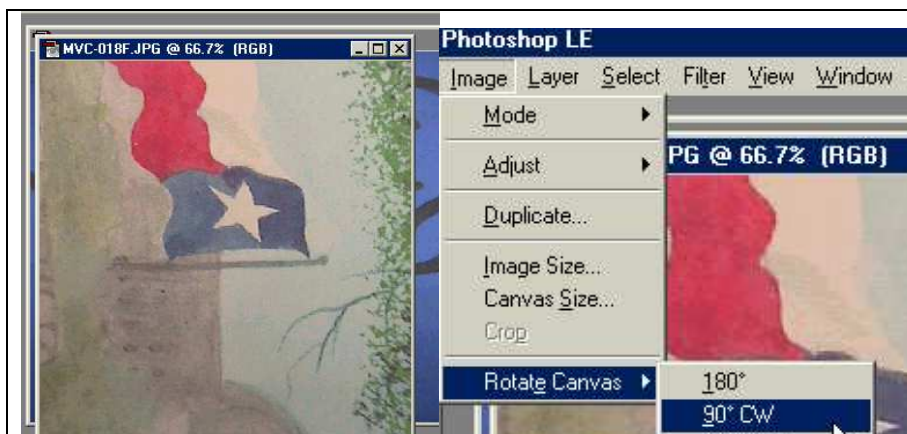 MVC-018F.JPG @ 66.7% (RGB)
Photoshop LE
Image Layer Select Filter View Window
Mode
PG @ 66.7% (RGB)
Adjust
Duplicate...
Image Size...
Canvas Size...
Crop
Rotate Canvas
180°
90° CW